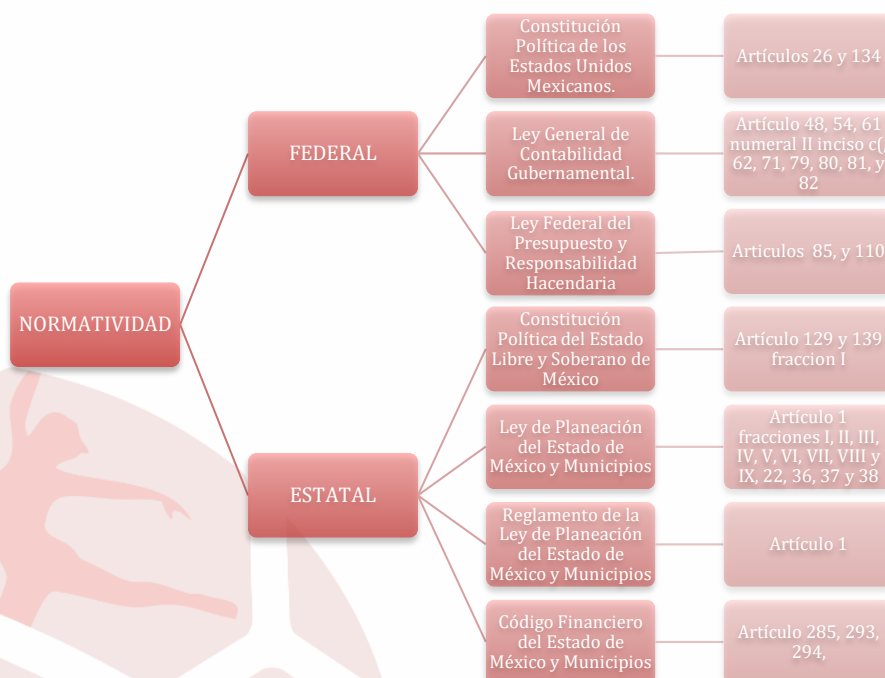 NORMATIVIDAD
FEDERAL
Constitución
Política de los
Estados Unidos
Mexicanos.
Artículos 26 y 134
Ley General de
Contabilidad
Gubernamental.
Artículo 48, 54, 61
numeral II inciso c(,
62, 71, 79, 80, 81, y
82
Ley Federal del
Presupuesto y
Responsabilidad
Hacendaria
Articulos  85, y 110
ESTATAL
Constitución
Política del Estado
Libre y Soberano de
México
Artículo 129 y 139
fraccion I
Ley de Planeación
del Estado de
México y Municipios
Artículo 1
fracciones I, II, III,
IV, V, VI, VII, VIII y
IX, 22, 36, 37 y 38
Reglamento de la
Ley de Planeación
del Estado de
México y Municipios
Artículo 1
Código Financiero
del Estado de
México y Municipios
Artículo 285, 293,
294,